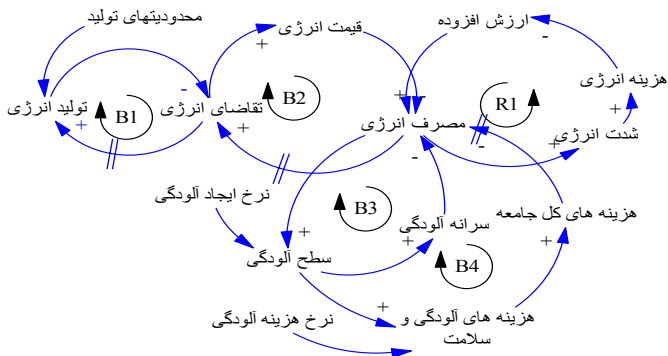 محدودیتهای تولید
قیمت انرژی
ارزش افزوده
+
-
هزینه انرژی
تولید انرژی
+
B1
-
تقاضای انرژی
+
B2
+
-
مصرف انرژی
R1
+
شدت انرژی
+
-
-
نرخ ایجاد آلودگی
B3
سرانه آلودگی
+
هزینه های کل جامعه
+
+
سطح آلودگی
B4
+
نرخ هزینه آلودگی
هزینه های آلودگی و
سلامت